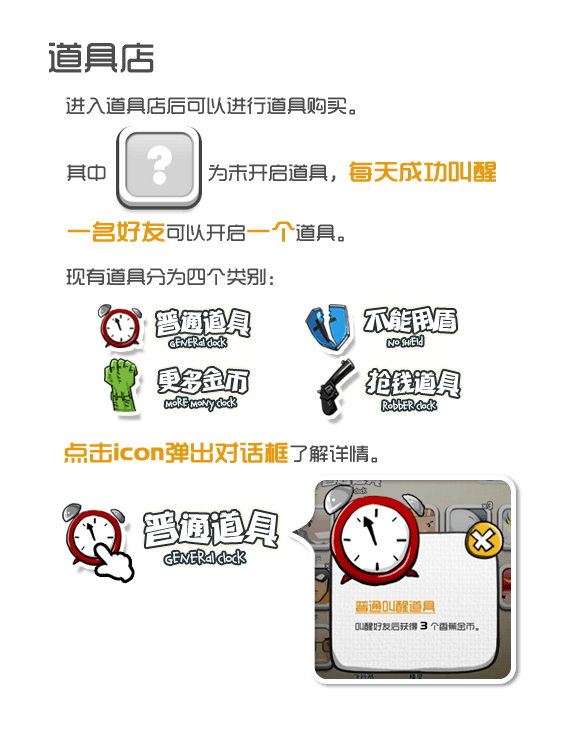 道具店
进入道具店后可以进行道具购买。
其中 ? 为未开启道具，每天成功叫醒
一名好友可以开启一个道具。
现有道具分为四个类别：
普通道具
GENERal clock
不能用盾
NO SHIElD
更多金币
MORE MONY clock
抢钱道具
RObbER clock
点击icon弹出对话框了解详情。
普通道具
GENERal clock
普通叫醒道具
叫醒好友后获得 3 个香蕉金币。